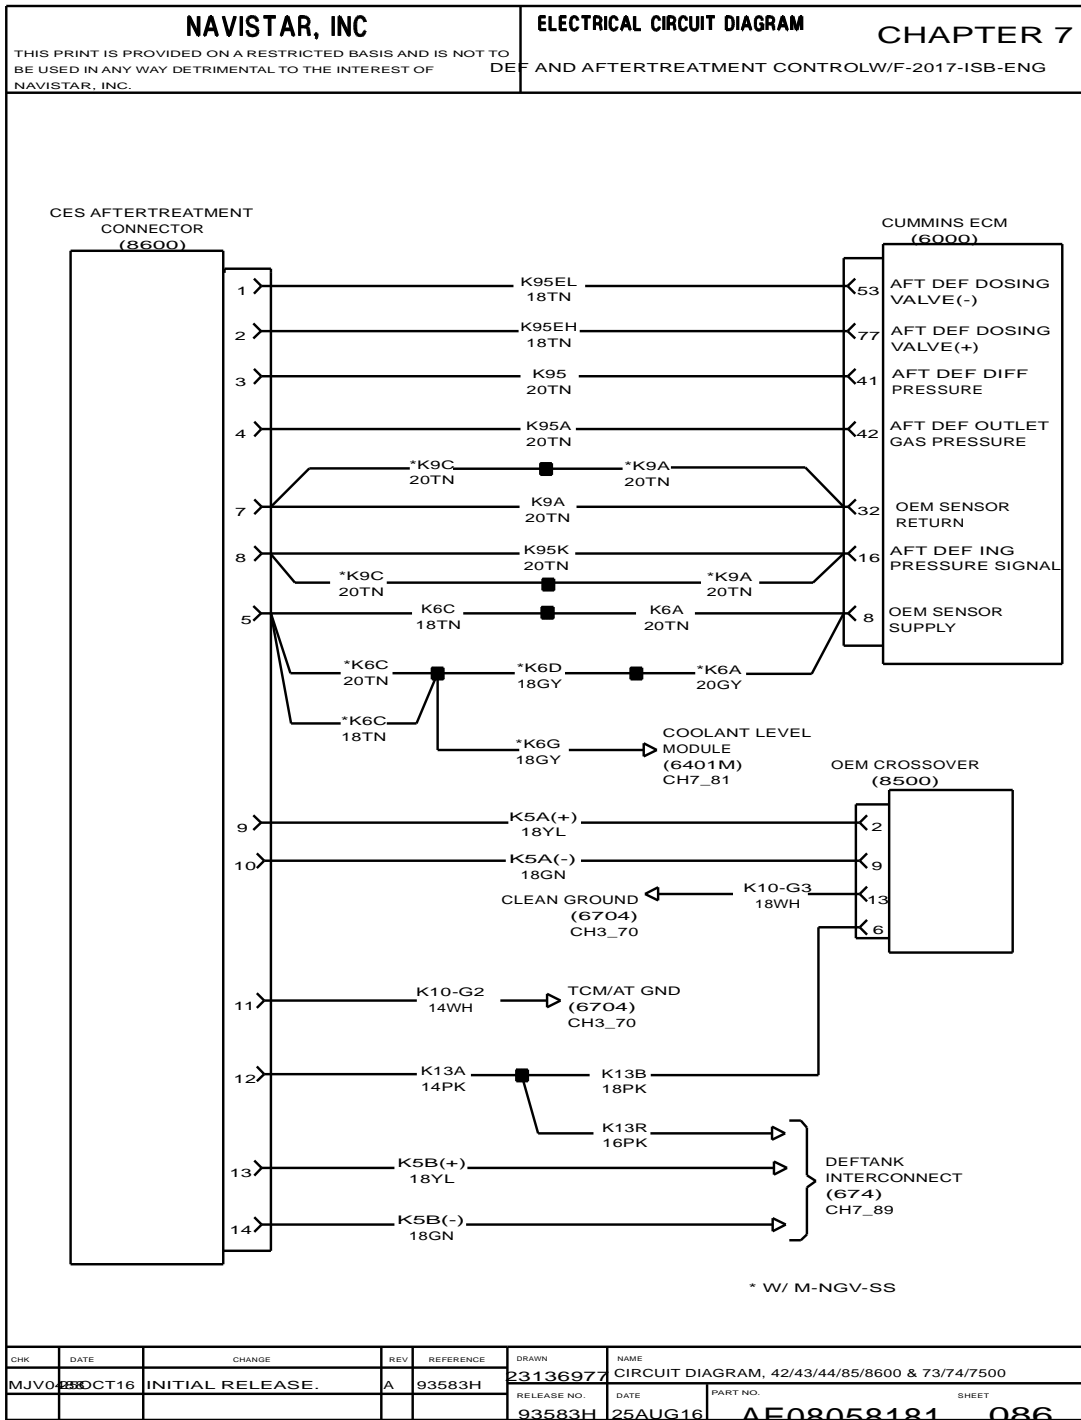 NAVISTAR, INC
THIS PRINT IS PROVIDED ON A RESTRICTED BASIS AND IS NOT TO
BE USED IN ANY WAY DETRIMENTAL TO THE INTEREST OF
NAVISTAR, INC.
ELECTRICAL CIRCUIT DIAGRAM
CHAPTER 7
DEF AND AFTERTREATMENT CONTROLW/F-2017-ISB-ENG
CES AFTERTREATMENT
CONNECTOR
(8600)
CUMMINS ECM
(6000)
1
K95EL
18TN
53
AFT DEF DOSING
VALVE(-)
2
K95EH
18TN
77
AFT DEF DOSING
VALVE(+)
3
K95
20TN
41
AFT DEF DIFF
PRESSURE
4
K95A
20TN
42
AFT DEF OUTLET
GAS PRESSURE
*K9C
20TN
*K9A
20TN
7
K9A
20TN
32
OEM SENSOR
RETURN
8
K95K
20TN
16
AFT DEF ING
PRESSURE SIGNAL
*K9C
20TN
*K9A
20TN
5
K6C
18TN
K6A
20TN
8
OEM SENSOR
SUPPLY
*K6C
20TN
*K6D
18GY
*K6A
20GY
*K6C
18TN
*K6G
18GY
COOLANT LEVEL
MODULE
(6401M)
CH7_81
OEM CROSSOVER
(8500)
9
K5A(+)
18YL
2
10
K5A(-)
18GN
9
CLEAN GROUND
(6704)
CH3_70
K10-G3
18WH
13
6
11
K10-G2
14WH
TCM/AT GND
(6704)
CH3_70
12
K13A
14PK
K13B
18PK
K13R
16PK
13
K5B(+)
18YL
DEFTANK
INTERCONNECT
(674)
CH7_89
14
K5B(-)
18GN
* W/ M-NGV-SS
CHK DATE CHANGE REV REFERENCE
INITIAL RELEASE. A 93583H
DRAWN
23136977
NAME
CIRCUIT DIAGRAM, 42/43/44/85/8600 & 73/74/7500
RELEASE NO.
93583H
DATE
25AUG16
PART NO.
AE08058181
SHEET
086